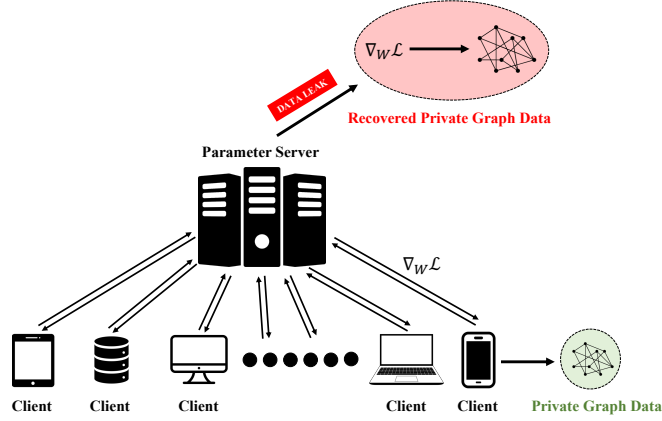 ∇_W ℒ
DATA LEAK
Recovered Private Graph Data
Parameter Server
∇_W ℒ
Client
Client
Client
Client
Client
Private Graph Data